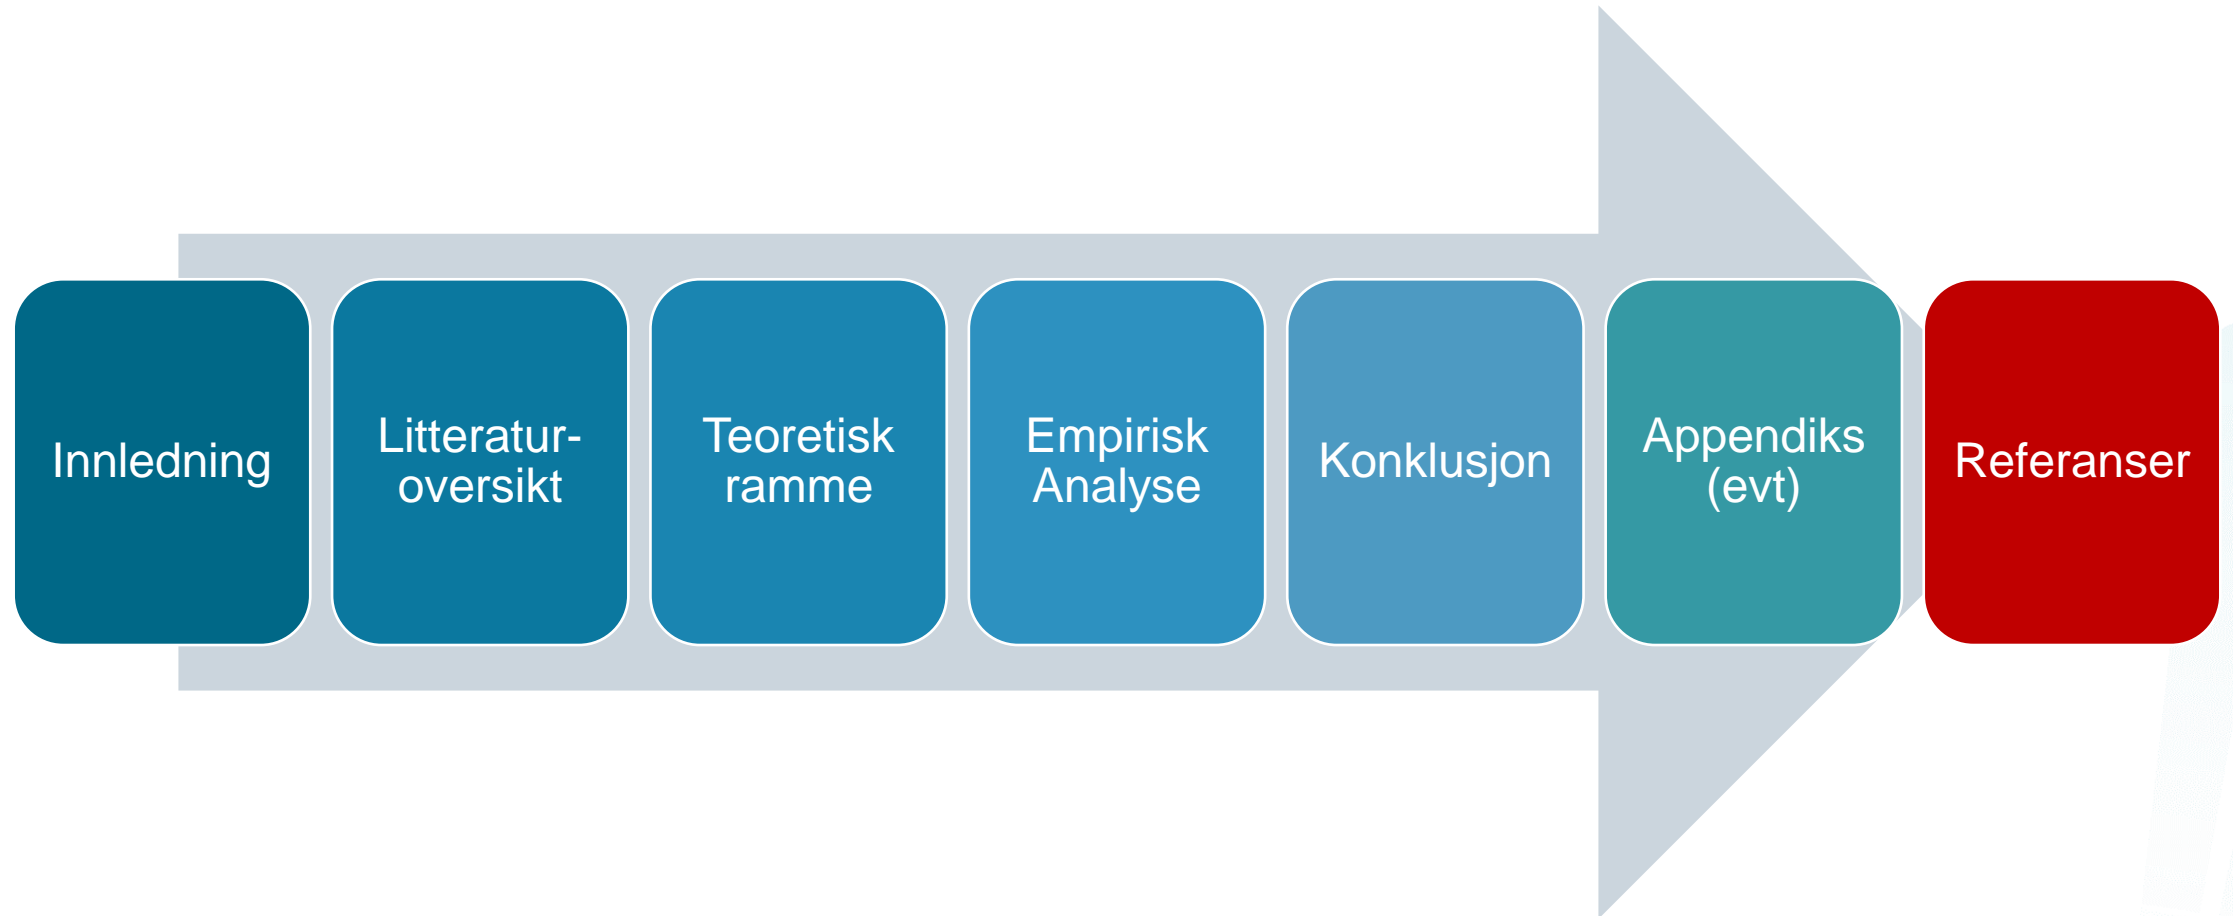 Innledning
Litteratur-
oversikt
Teoretisk
ramme
Empirisk
Analyse
Konklusjon
Appendiks
(evt)
Referanser